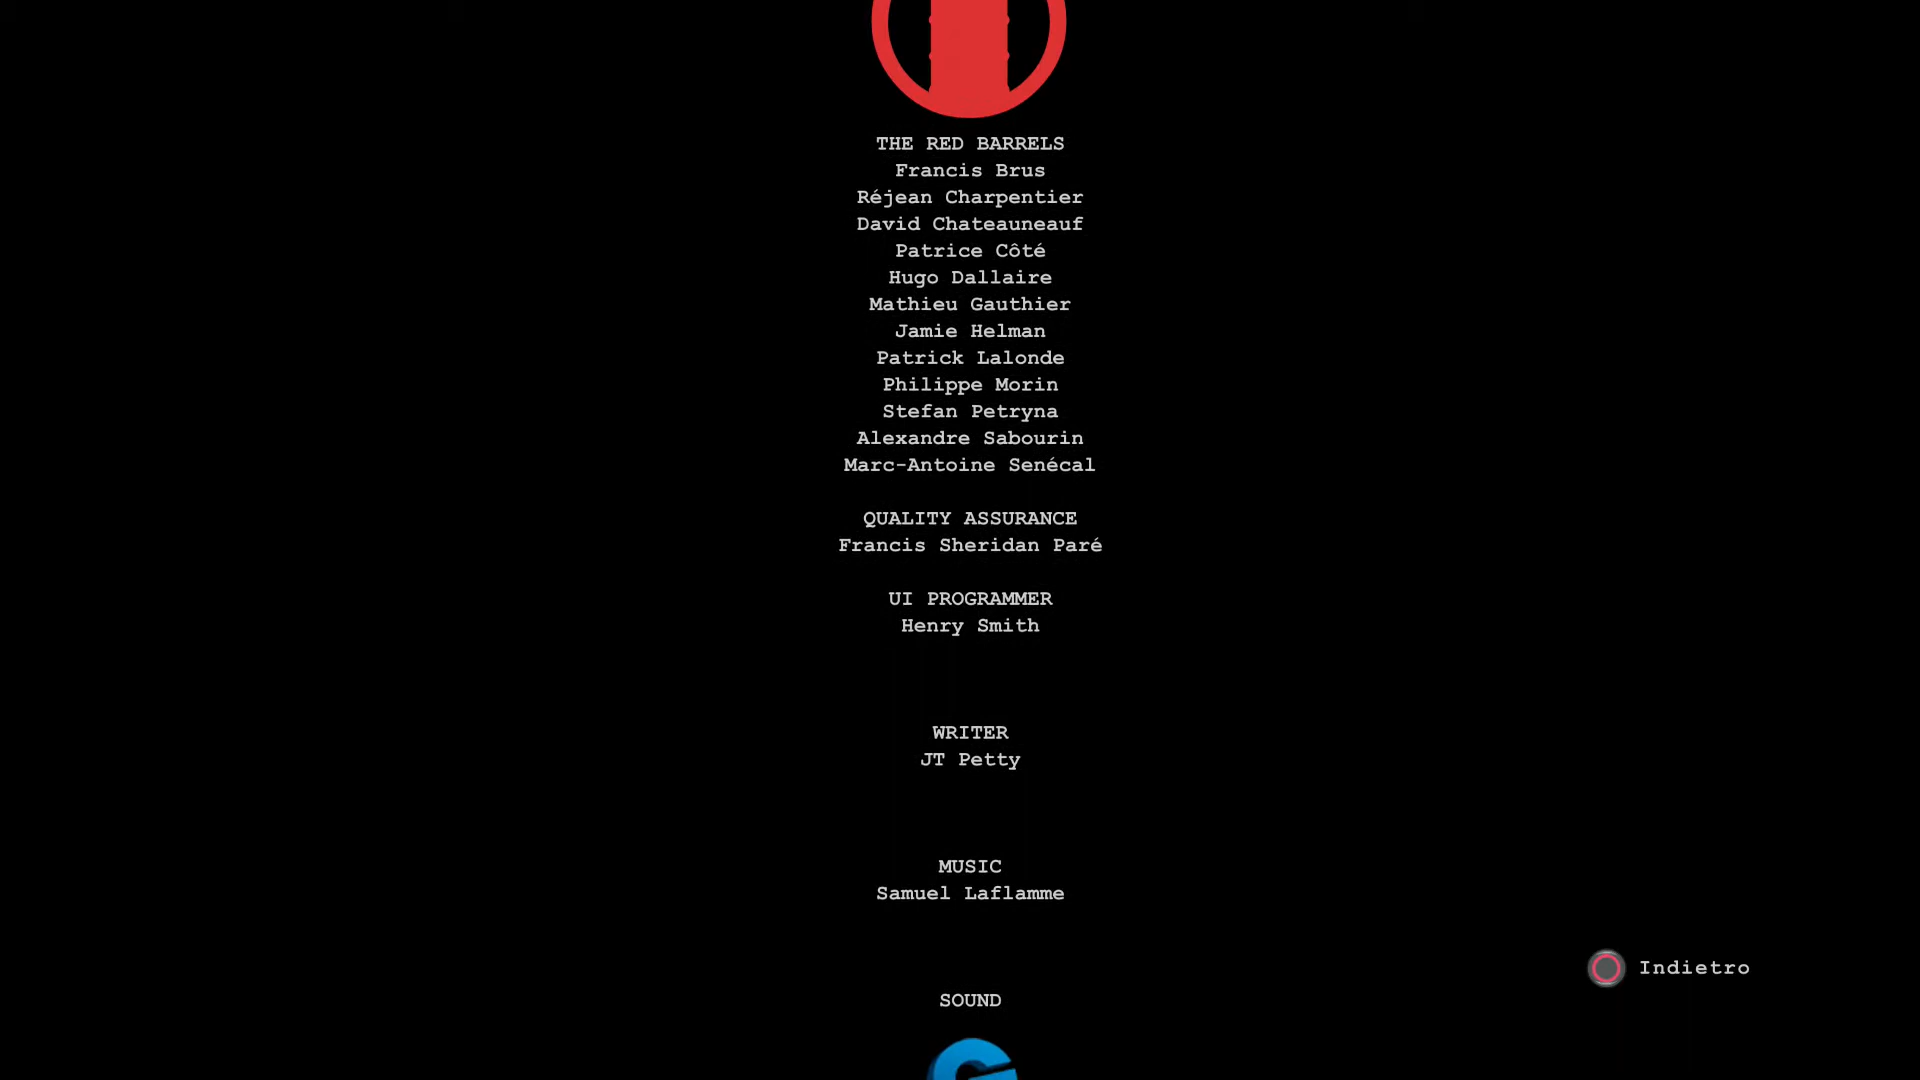 THE RED BARRELS
Francis Brus
Réjean Charpentier
David Chateauneuf
Patrice Côté
Hugo Dallaire
Mathieu Gauthier
Jamie Helman
Patrick Lalonde
Philippe Morin
Stefan Petryna
Alexandre Sabourin
Marc-Antoine Senécal
QUALITY ASSURANCE
Francis Sheridan Paré
UI PROGRAMMER
Henry Smith
WRITER
JT Petty
MUSIC
Samuel Laflamme
Indietro
SOUND